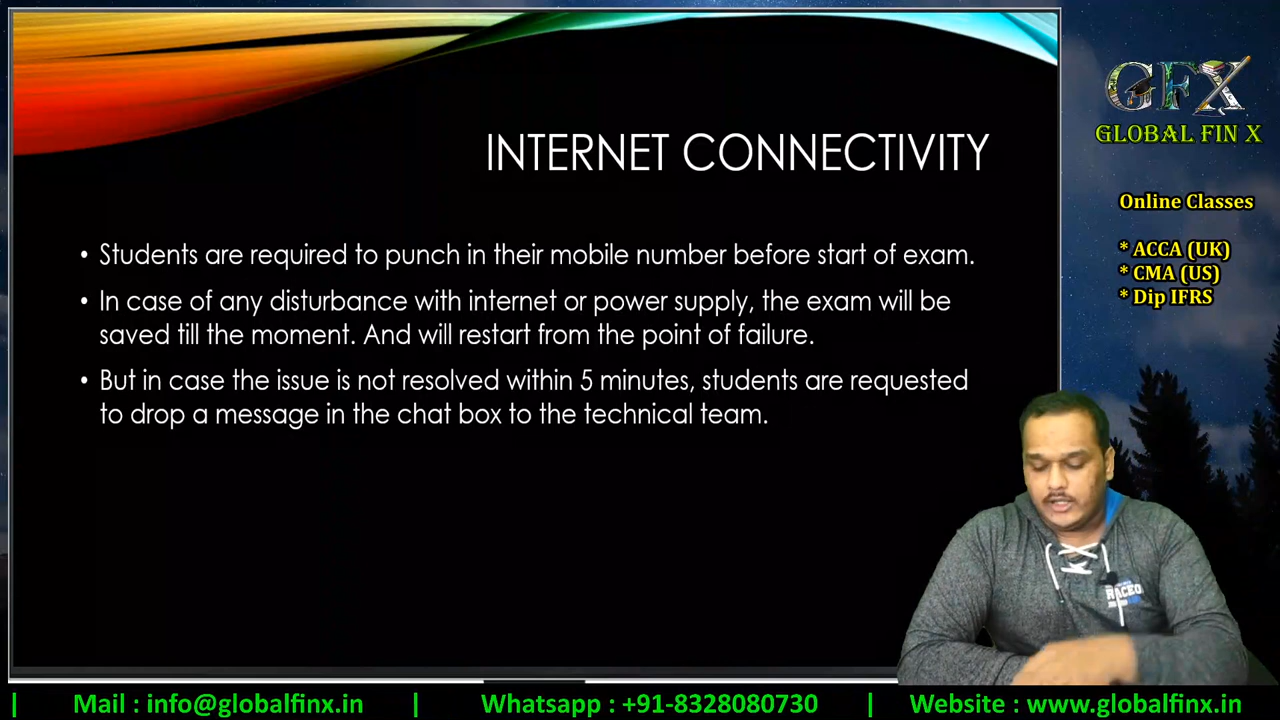 INTERNET CONNECTIVITY
• Students are required to punch in their mobile number before start of exam.
• In case of any disturbance with internet or power supply, the exam will be
saved till the moment. And will restart from the point of failure.
• But in case the issue is not resolved within 5 minutes, students are requested
to drop a message in the chat box to the technical team.
GFX
GLOBAL FIN X
Online Classes
* ACCA (UK)
* CMA (US)
* Dip IFRS
| Mail : info@globalfinx.in | Whatsapp : +91-8328080730 | Website : www.globalfinx.in |